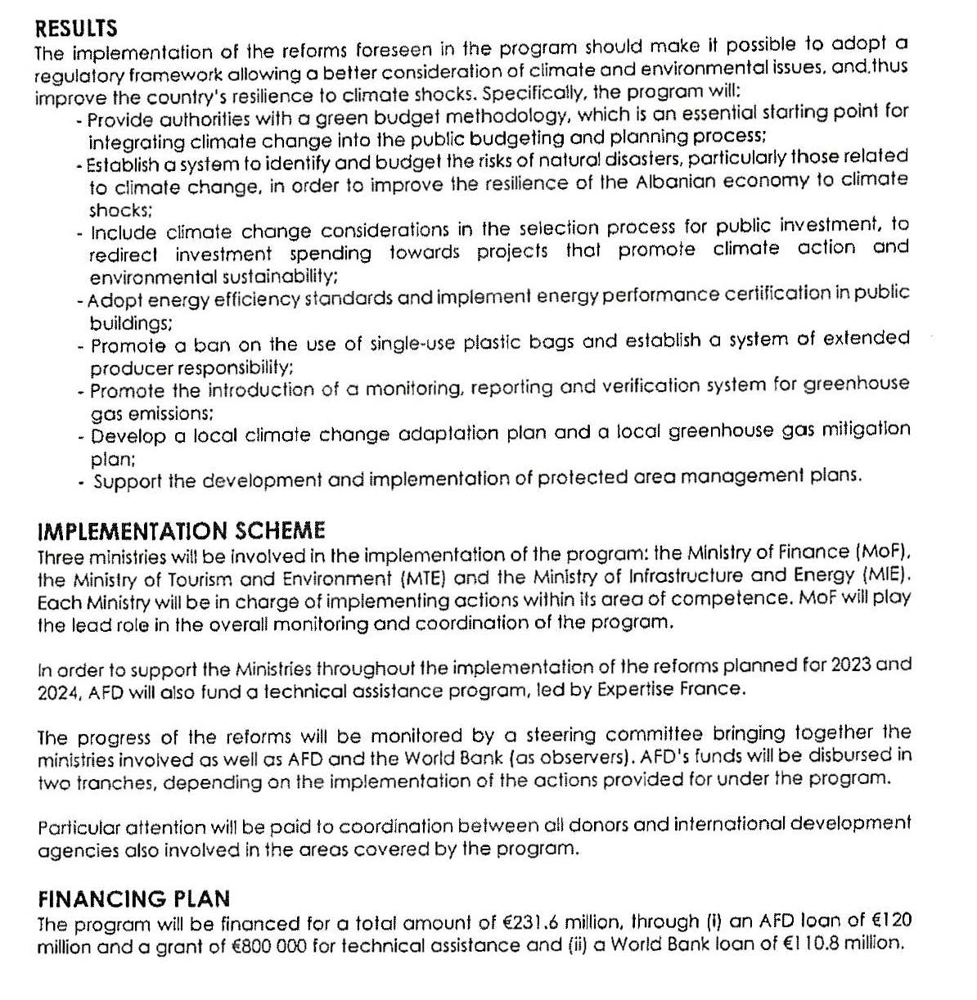 RESULTS
The implementation of the reforms foreseen in the program should make it possible to adopt a
regulatory framework allowing a better consideration of climate and environmental issues, and thus
improve the country's resilience to climate shocks. Specifically, the program will:
- Provide authorities with a green budget methodology, which is an essential starting point for
integrating climate change into the public budgeting and planning process;
- Establish a system to identify and budget the risks of natural disasters, particularly those related
to climate change, in order to improve the resilience of the Albanian economy to climate
shocks;
- Include climate change considerations in the selection process for public investment, to
redirect investment spending towards projects that promote climate action and
environmental sustainability;
- Adopt energy efficiency standards and implement energy performance certification in public
buildings;
- Promote a ban on the use of single-use plastic bags and establish a system of extended
producer responsibility;
- Promote the introduction of a monitoring, reporting and verification system for greenhouse
gas emissions;
- Develop a local climate change adaptation plan and a local greenhouse gas mitigation
plan;
- Support the development and implementation of protected area management plans.
IMPLEMENTATION SCHEME
Three ministries will be involved in the implementation of the program: the Ministry of Finance (MoF),
the Ministry of Tourism and Environment (MTE) and the Ministry of Infrastructure and Energy (MIE).
Each Ministry will be in charge of implementing actions within its area of competence. MoF will play
the lead role in the overall monitoring and coordination of the program.
In order to support the Ministries throughout the implementation of the reforms planned for 2023 and
2024, AFD will also fund a technical assistance program, led by Expertise France.
The progress of the reforms will be monitored by a steering committee bringing together the
ministries involved as well as AFD and the World Bank (as observers). AFD's funds will be disbursed in
two tranches, depending on the implementation of the actions provided for under the program.
Particular attention will be paid to coordination between all donors and international development
agencies also involved in the areas covered by the program.
FINANCING PLAN
The program will be financed for a total amount of €231.6 million, through (i) an AFD loan of €120
million and a grant of €800 000 for technical assistance and (ii) a World Bank loan of €110.8 million.